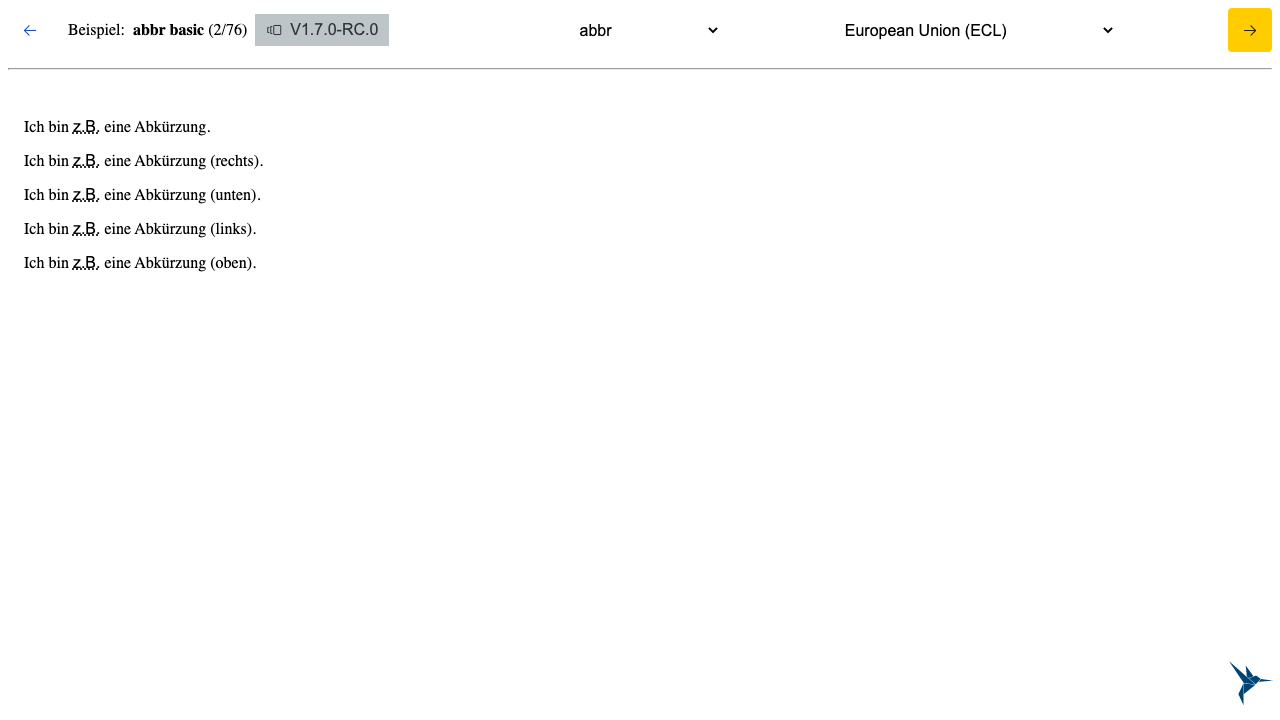 Beispiel: abbr basic (2/76) V1.7.0-RC.0 abbr European Union (ECL)
Ich bin z.B. eine Abkürzung.
Ich bin z.B. eine Abkürzung (rechts).
Ich bin z.B. eine Abkürzung (unten).
Ich bin z.B. eine Abkürzung (links).
Ich bin z.B. eine Abkürzung (oben).